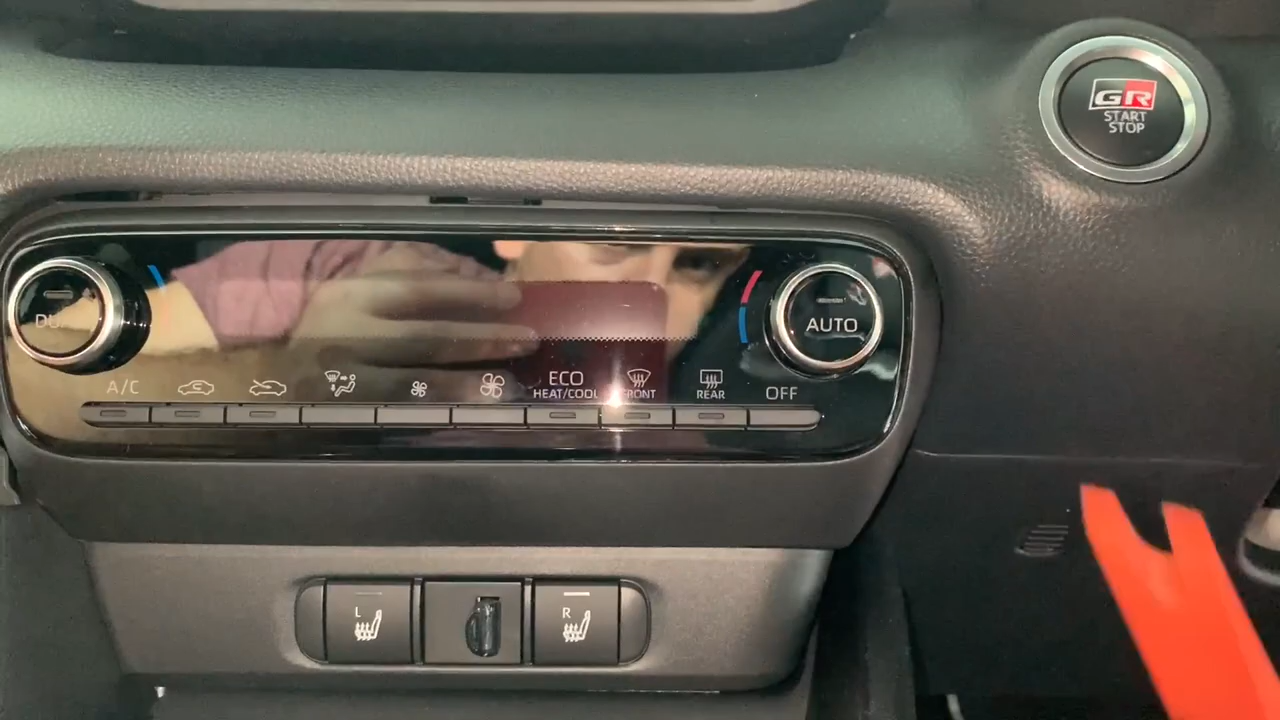 GR
START
STOP
AUTO
A/C
ECO
HEAT/COOL
FRONT
REAR
OFF
L
R